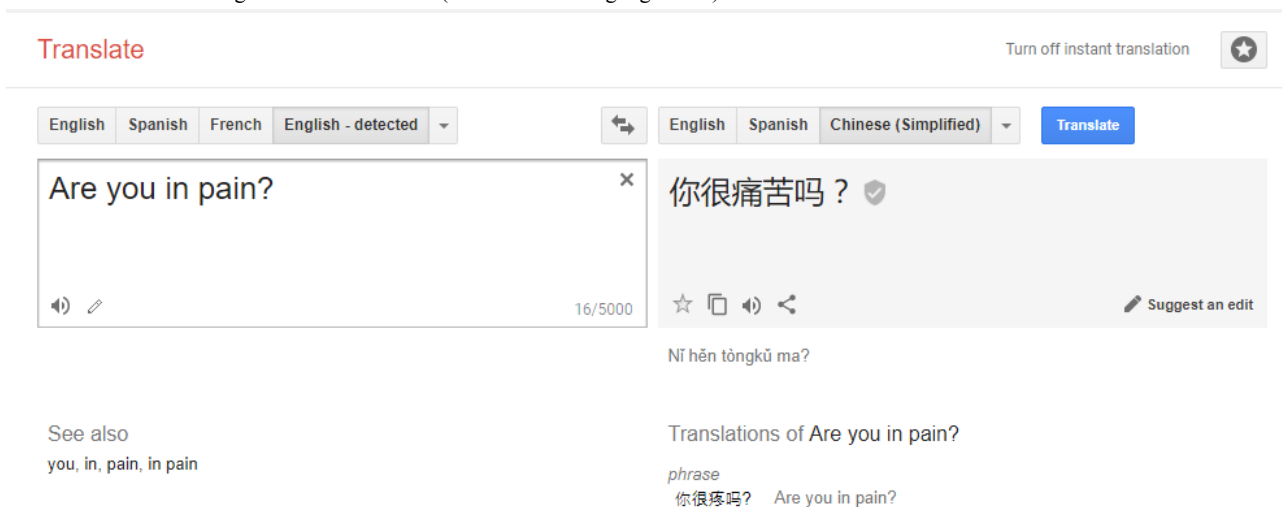 Translate
Turn off instant translation
English Spanish French English - detected
English Spanish Chinese (Simplified) Translate
Are you in pain?
你很痛苦吗？
16/5000
Suggest an edit
Nǐ hěn tòngkǔ ma?
See also
you, in, pain, in pain
Translations of Are you in pain?
phrase
你很疼吗? Are you in pain?